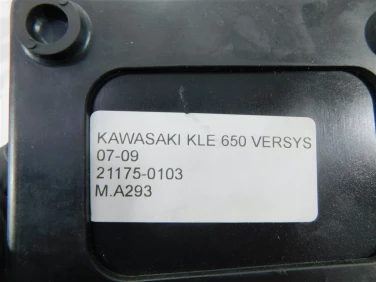 KAWASAKI KLE 650 VERSYS
07-09
21175-0103
M.A293